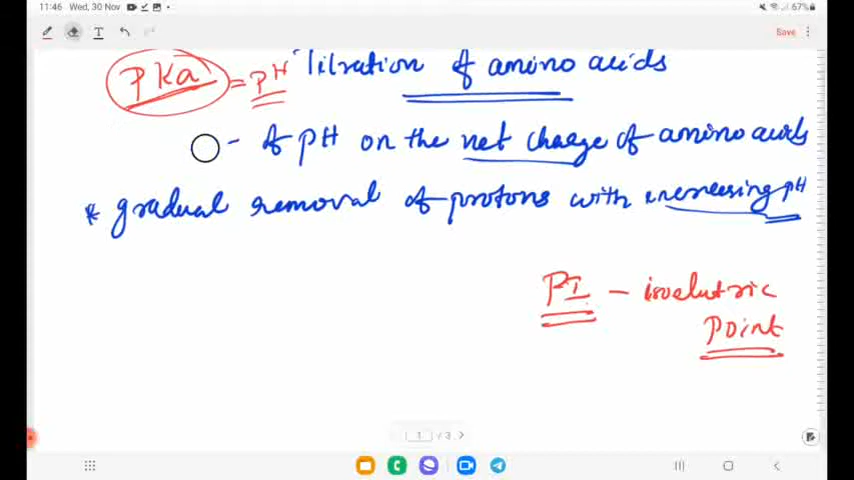 11:46 Wed, 30 Nov 67%
T Save
PKa = PH Titration of amino acids
- of pH on the net charge of amino acids
* gradual removal of protons with increasing pH
PI - isoelectric
Point
1 / 3